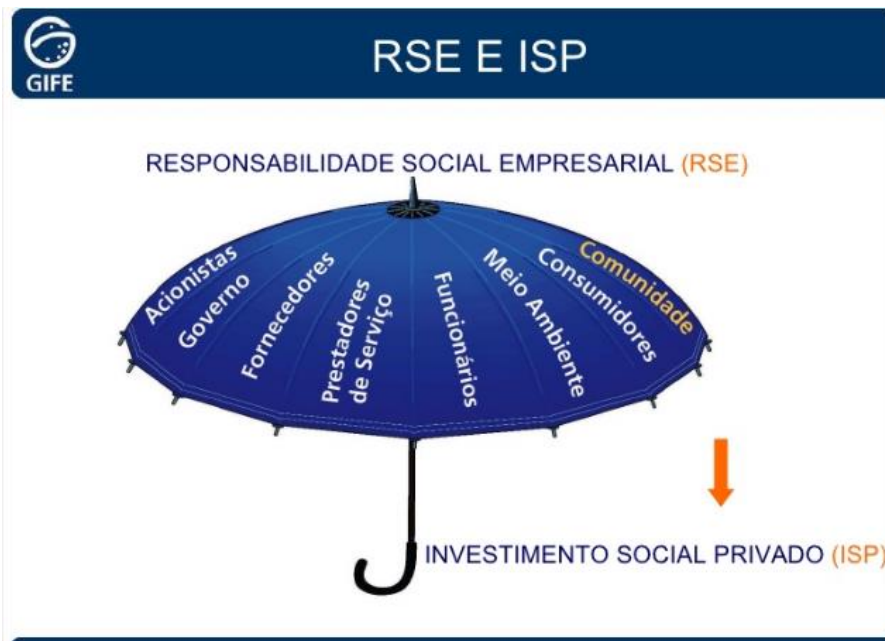 GIFE
RSE E ISP
RESPONSABILIDADE SOCIAL EMPRESARIAL (RSE)
Acionistas
Governo
Fornecedores
Prestadores
de Serviço
Funcionários
Meio Ambiente
Consumidores
Comunidade
INVESTIMENTO SOCIAL PRIVADO (ISP)